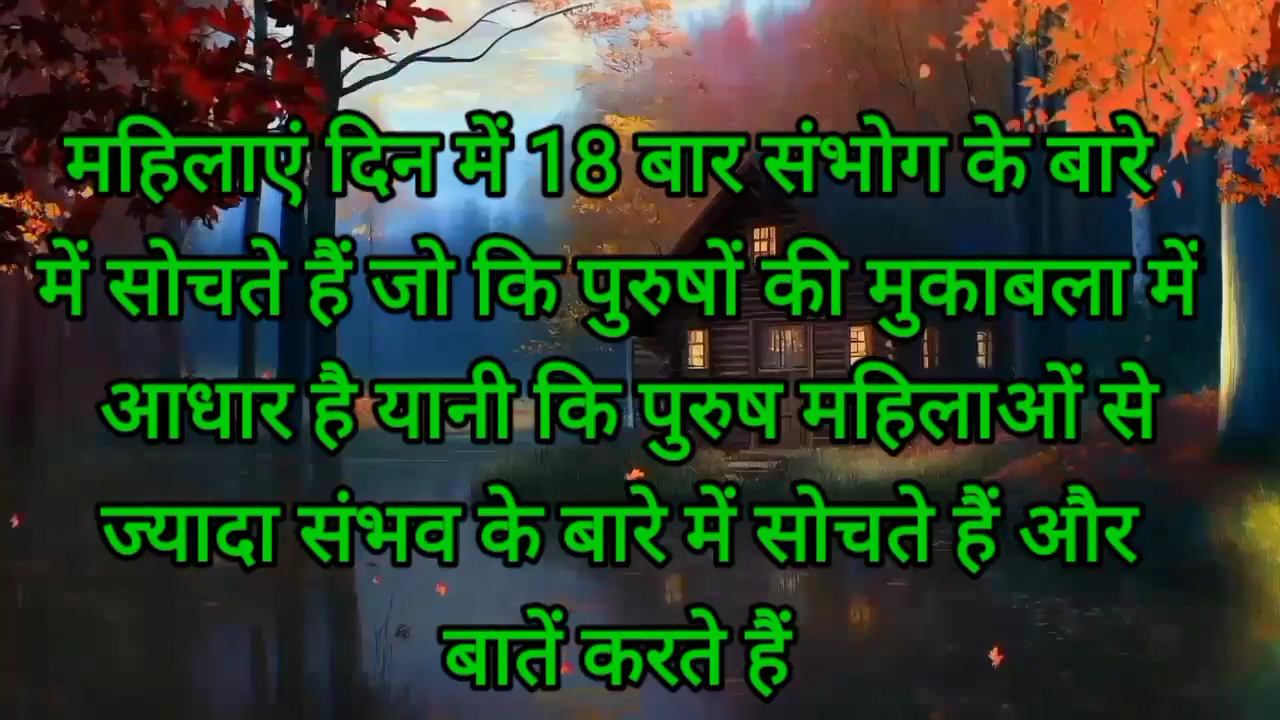 महिलाएं दिन में 18 बार संभोग के बारे
में सोचते हैं जो कि पुरुषों की मुकाबला में
आधार है यानी कि पुरुष महिलाओं से
ज्यादा संभव के बारे में सोचते हैं और
बातें करते हैं